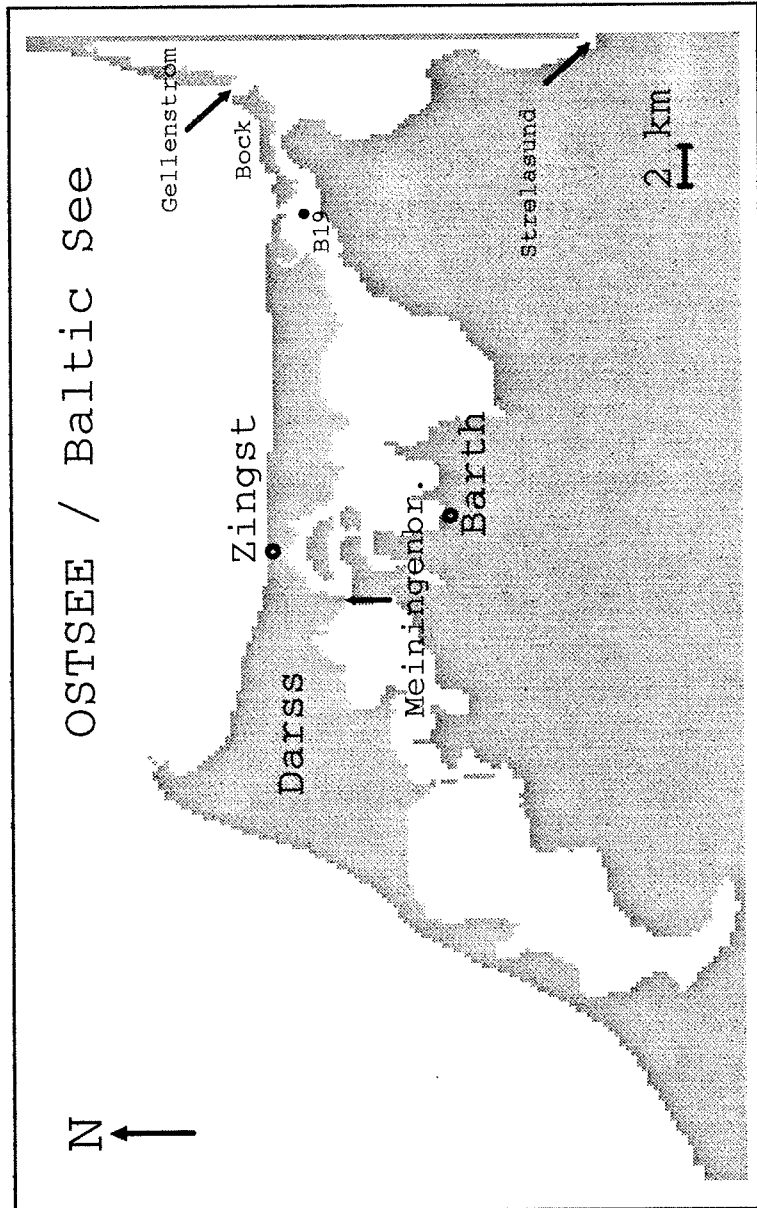 OSTSEE / Baltic See
N
Gellenstrom
Bock
Zingst
B19
Darss
Meiningenbr.
Barth
Strelasund
2 km